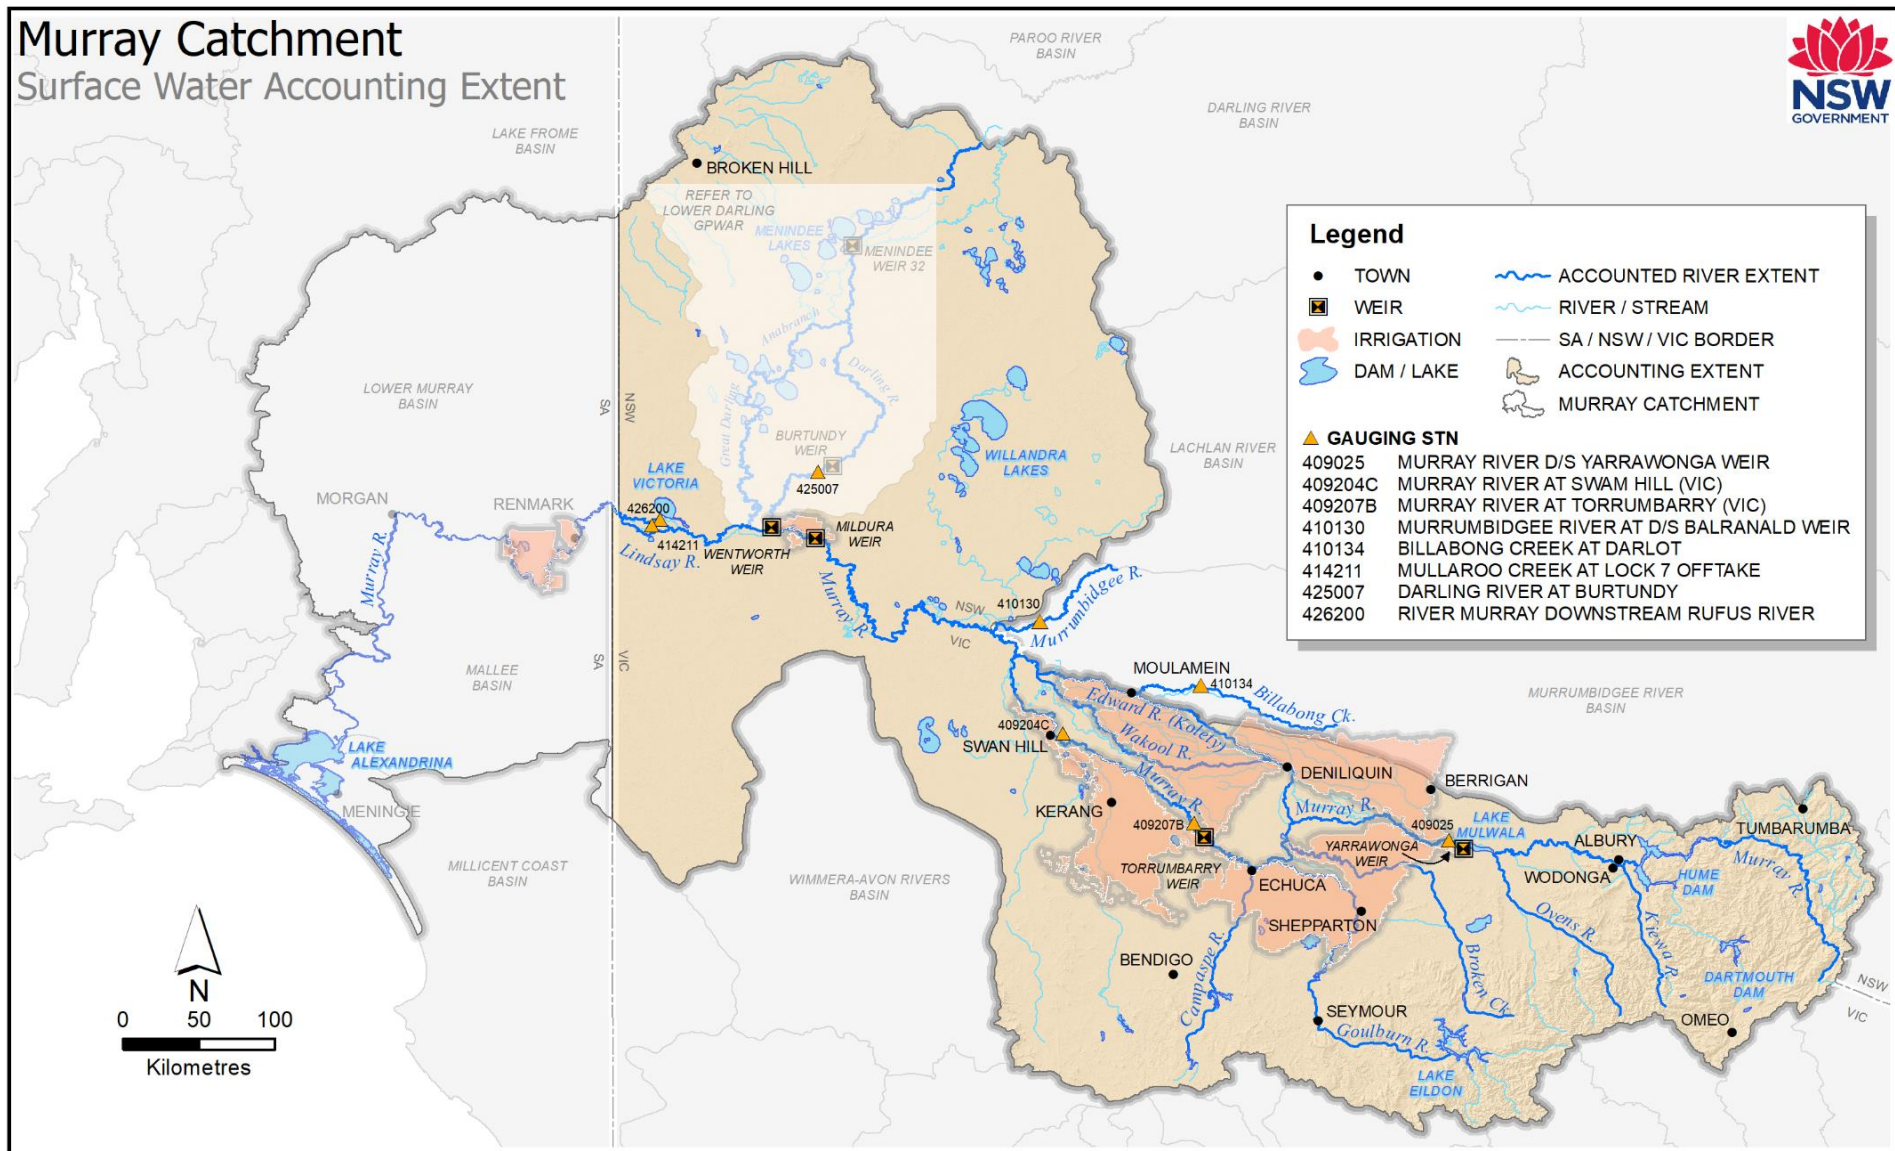 Murray Catchment
Surface Water Accounting Extent
NSW
GOVERNMENT
PAROO RIVER
BASIN
DARLING RIVER
BASIN
LAKE FROME
BASIN
BROKEN HILL
REFER TO
LOWER DARLING
GPWAR
MENINDEE
LAKES
MENINDEE
WEIR 32
Anabranch
Great Darling
Darling R.
BURTUNDY
WEIR
425007
LOWER MURRAY
BASIN
SA
NSW
LACHLAN RIVER
BASIN
WILLANDRA
LAKES
LAKE
VICTORIA
MORGAN
RENMARK
426200
414211
Lindsay R.
WENTWORTH
WEIR
MILDURA
WEIR
Murray R.
Murray R.
410130
Murrumbidgee R.
NSW
VIC
SA
VIC
MALLEE
BASIN
MOULAMEIN
410134
Billabong Ck.
MURRUMBIDGEE RIVER
BASIN
Edward R. (Kolety)
Wakool R.
409204C
SWAN HILL
Murray R.
DENILIQUIN
BERRIGAN
KERANG
Murray R.
409207B
409025
LAKE
MULWALA
YARRAWONGA
WEIR
TORRUMBARRY
WEIR
ALBURY
WODONGA
TUMBARUMBA
HUME
DAM
Murray R.
ECHUCA
SHEPPARTON
BENDIGO
Campaspe R.
Broken Ck.
Ovens R.
Kiewa R.
DARTMOUTH
DAM
NSW
VIC
OMEO
SEYMOUR
Goulburn R.
LAKE
EILDON
LAKE
ALEXANDRINA
MENINGIE
MILLICENT COAST
BASIN
WIMMERA-AVON RIVERS
BASIN
N
0 50 100
Kilometres
Legend
TOWN
WEIR
IRRIGATION
DAM / LAKE
ACCOUNTED RIVER EXTENT
RIVER / STREAM
SA / NSW / VIC BORDER
ACCOUNTING EXTENT
MURRAY CATCHMENT
GAUGING STN
409025 MURRAY RIVER D/S YARRAWONGA WEIR
409204C MURRAY RIVER AT SWAM HILL (VIC)
409207B MURRAY RIVER AT TORRUMBARRY (VIC)
410130 MURRUMBIDGEE RIVER AT D/S BALRANALD WEIR
410134 BILLABONG CREEK AT DARLOT
414211 MULLAROO CREEK AT LOCK 7 OFFTAKE
425007 DARLING RIVER AT BURTUNDY
426200 RIVER MURRAY DOWNSTREAM RUFUS RIVER